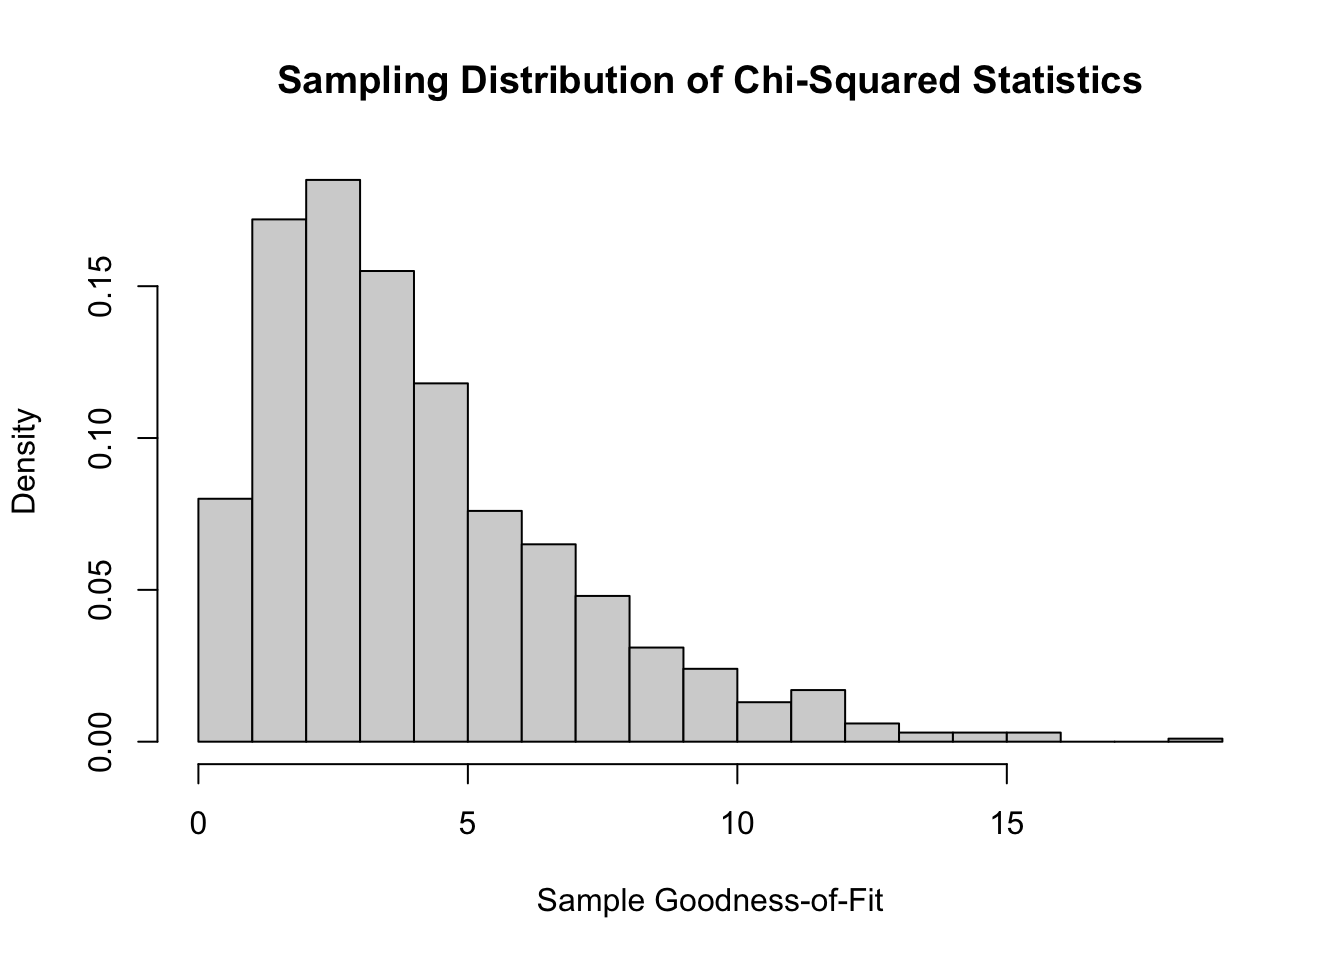 Sampling Distribution of Chi-Squared Statistics
0.15
0.10
0.05
0.00
Density
0 5 10 15
Sample Goodness-of-Fit